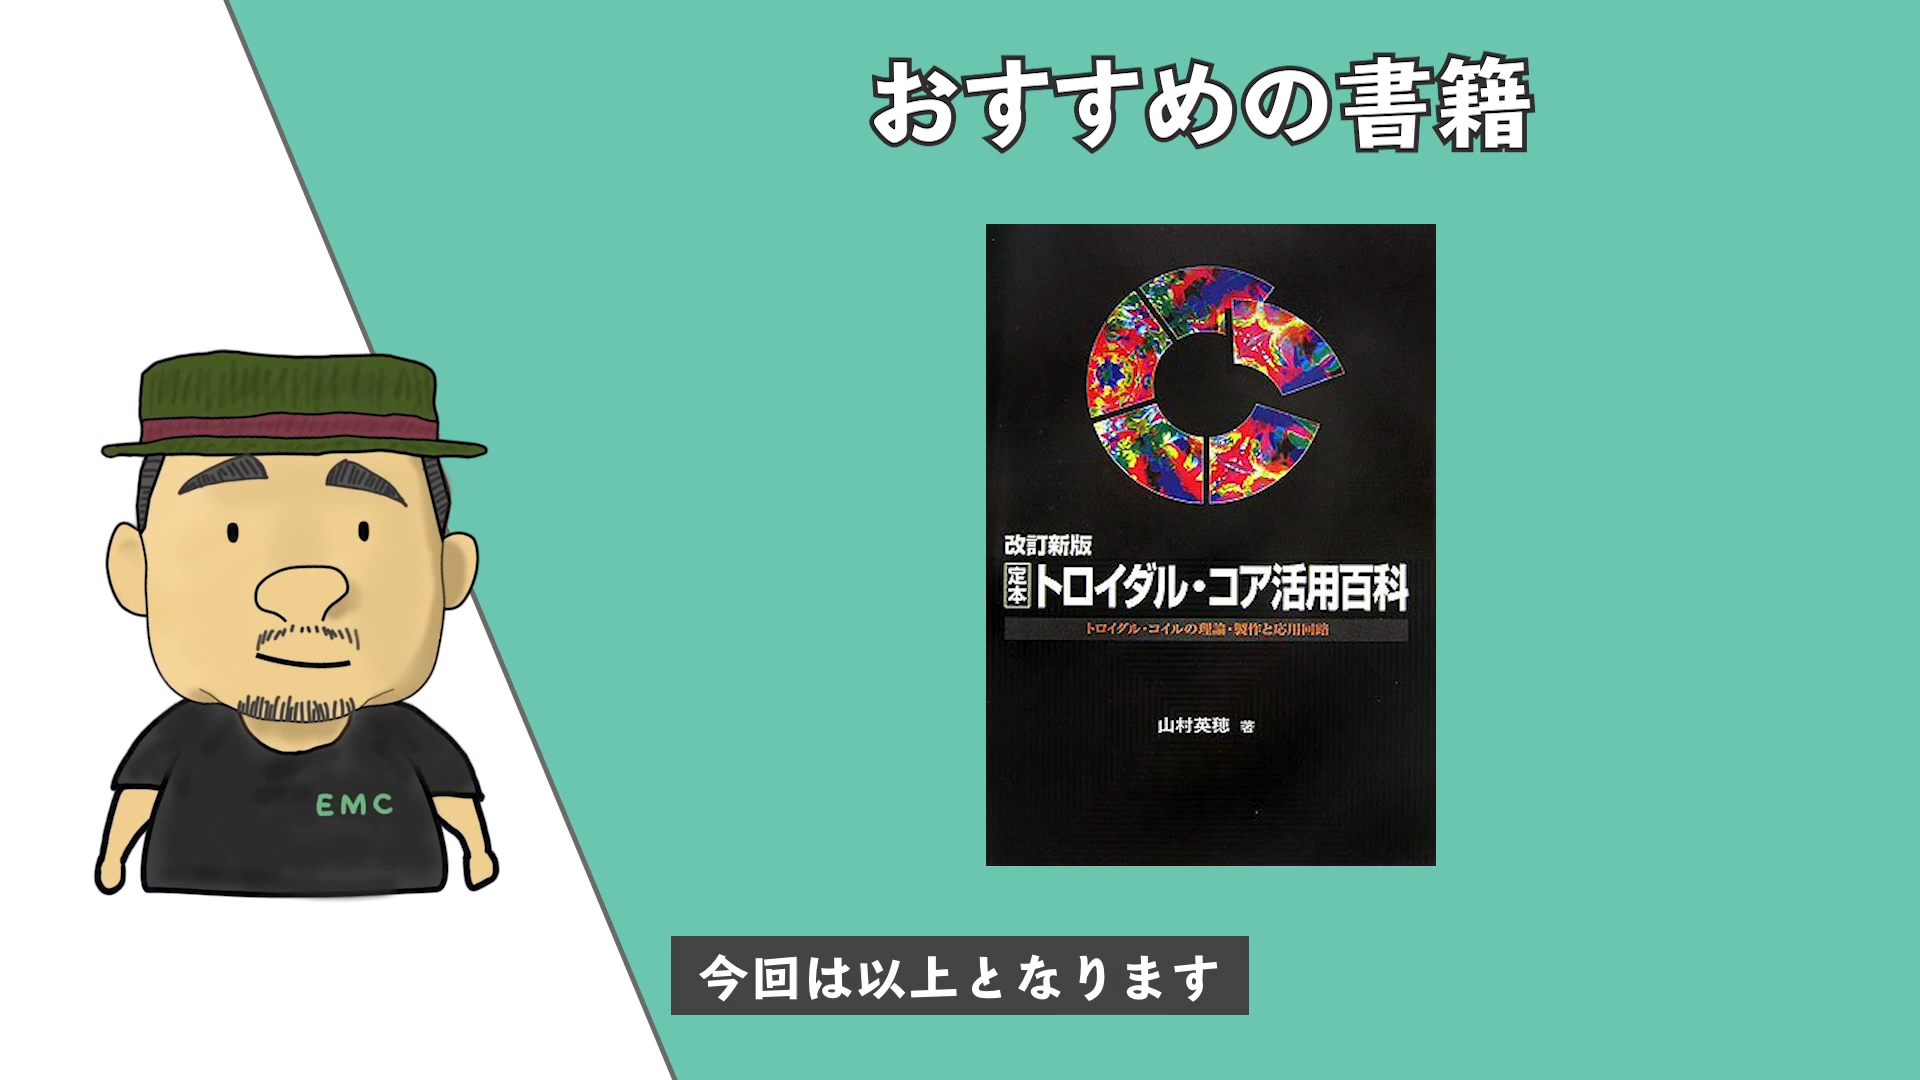 おすすめの書籍
改訂新版
定本トロイダル・コア活用百科
トロイダル・コイルの理論・製作と応用回路
山村英穂 著
EMC
今回は以上となります